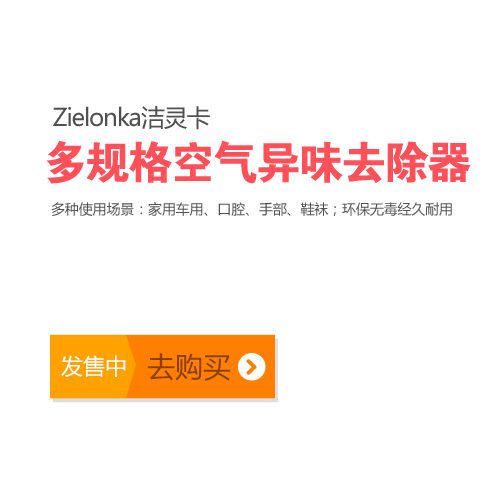 Zielonka洁灵卡
多规格空气异味去除器
多种使用场景：家用车用、口腔、手部、鞋袜；环保无毒经久耐用
发售中 去购买